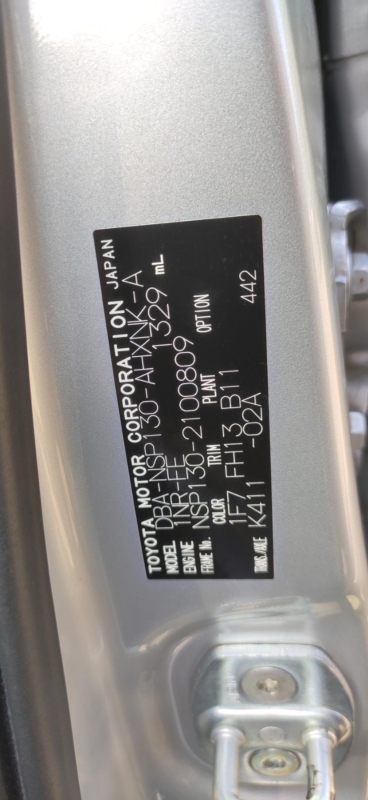 TOYOTA MOTOR CORPORATION JAPAN
MODEL DBA-NSP130-AHXNK-A
ENGINE 1NR-FE 1329 mL
FRAME No. NSP130-2100809
COLOR TRIM PLANT OPTION
1F7 FH13 B11 442
TRANS/AXLE K411 -02A